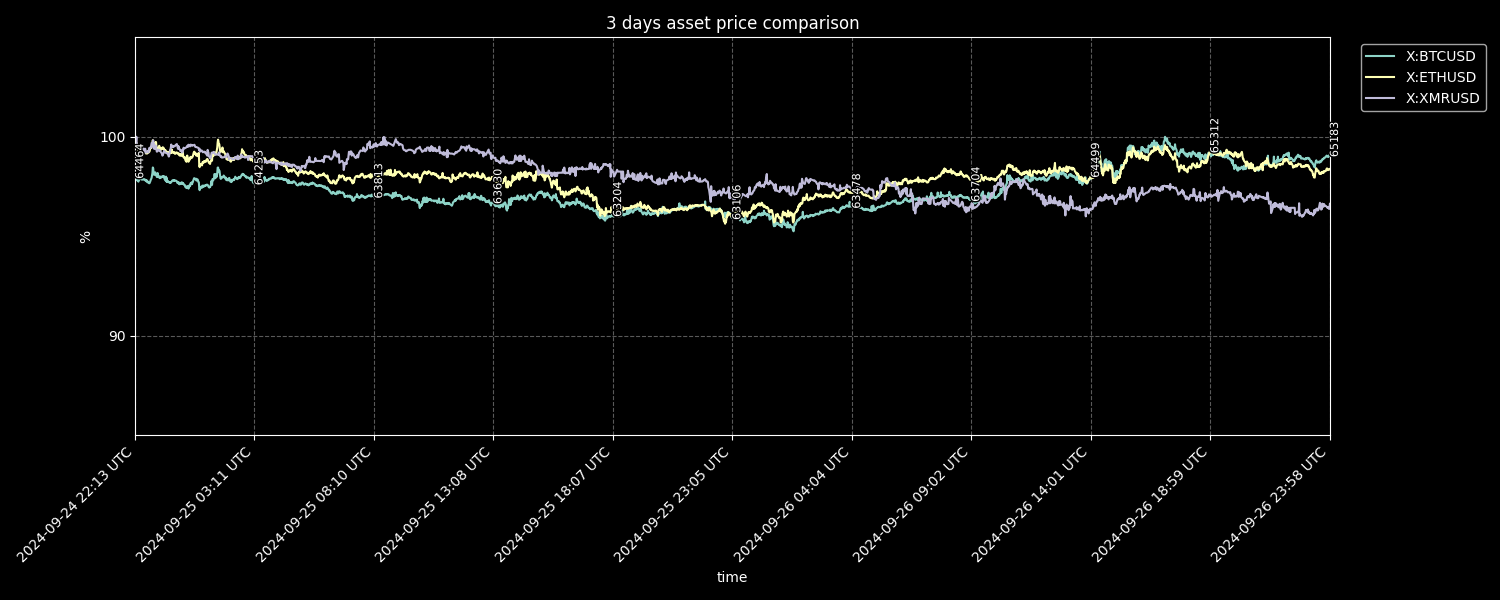 3 days asset price comparison
X:BTCUSD
X:ETHUSD
X:XMRUSD
100
90
%
64464
64253
63813
63630
63204
63106
63478
63704
64499
65312
65183
2024-09-24 22:13 UTC
2024-09-25 03:11 UTC
2024-09-25 08:10 UTC
2024-09-25 13:08 UTC
2024-09-25 18:07 UTC
2024-09-25 23:05 UTC
2024-09-26 04:04 UTC
2024-09-26 09:02 UTC
2024-09-26 14:01 UTC
2024-09-26 18:59 UTC
2024-09-26 23:58 UTC
time